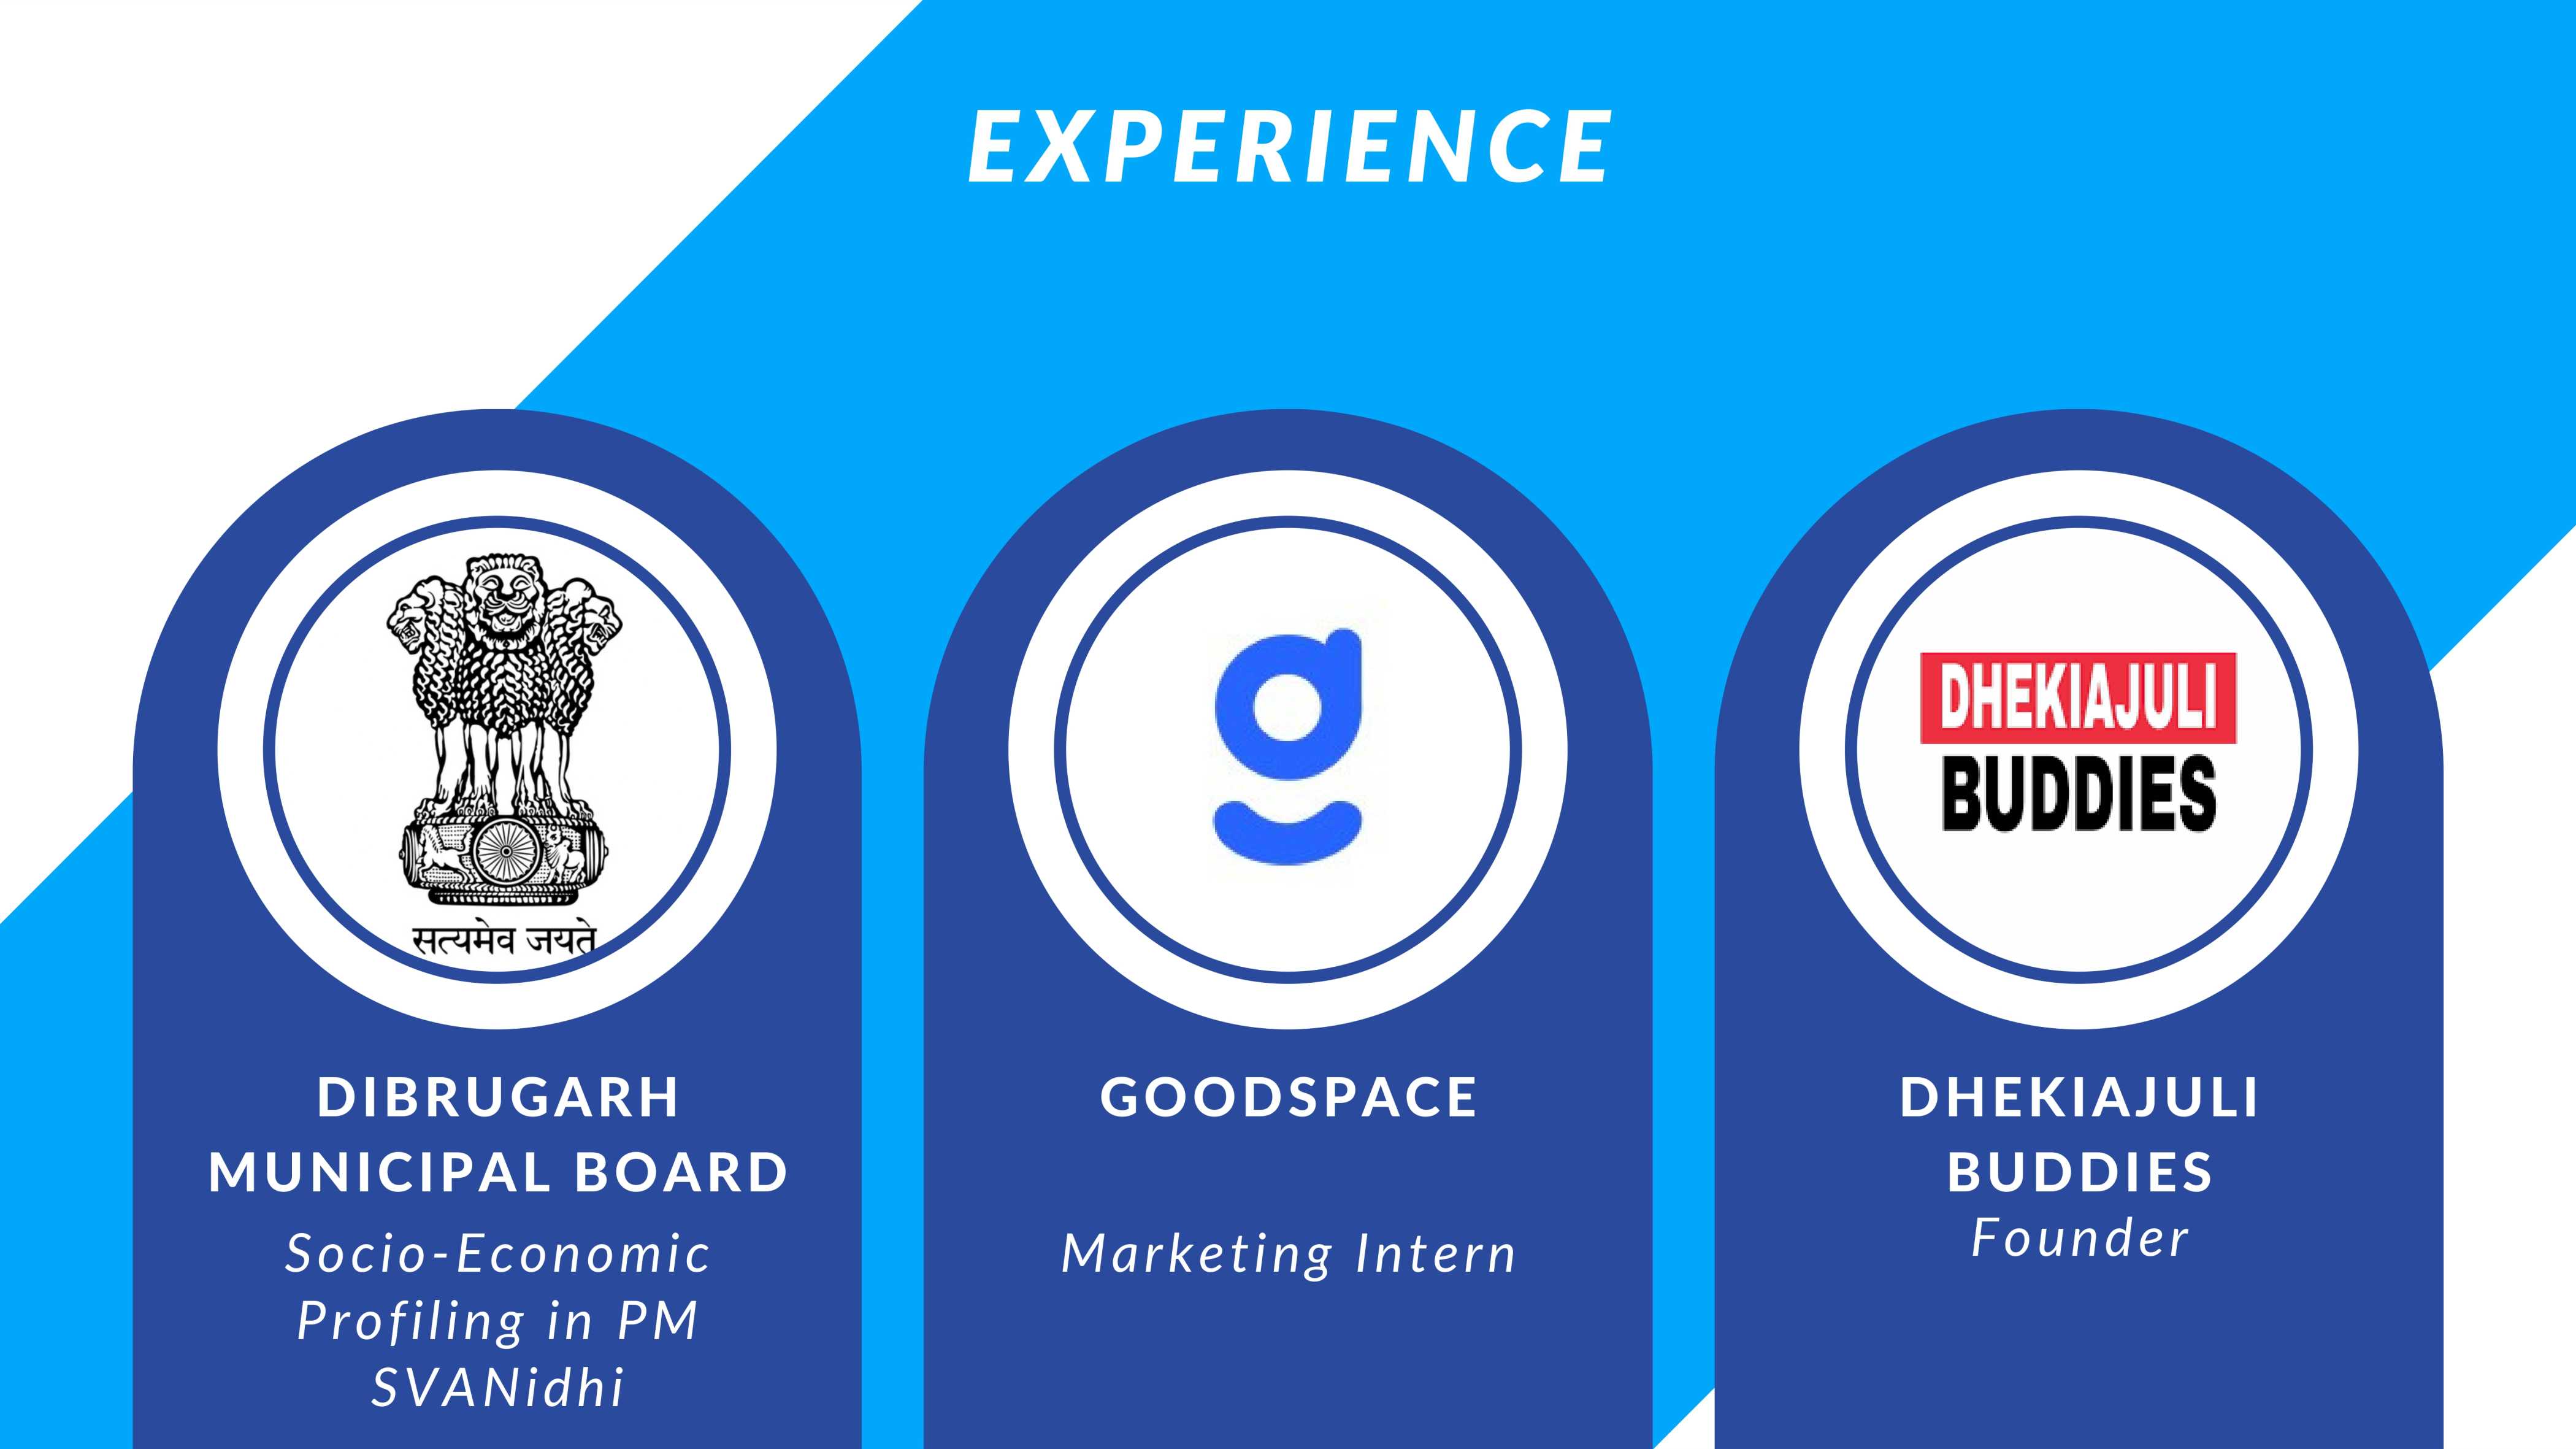 EXPERIENCE
सत्यमेव जयते
DIBRUGARH
MUNICIPAL BOARD
Socio-Economic
Profiling in PM
SVANidhi
g
GOODSPACE
Marketing Intern
DHEKIAJULI
BUDDIES
DHEKIAJULI
BUDDIES
Founder